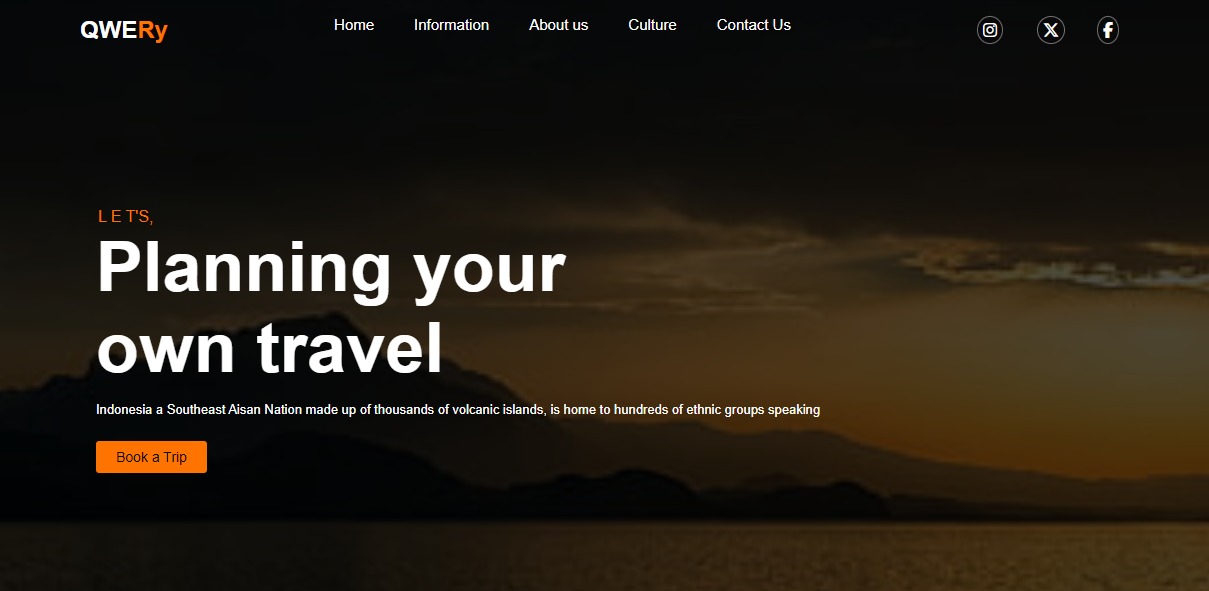 QWERy
Home
Information
About us
Culture
Contact Us
L E T'S,
Planning your
own travel
Indonesia a Southeast Aisan Nation made up of thousands of volcanic islands, is home to hundreds of ethnic groups speaking
Book a Trip